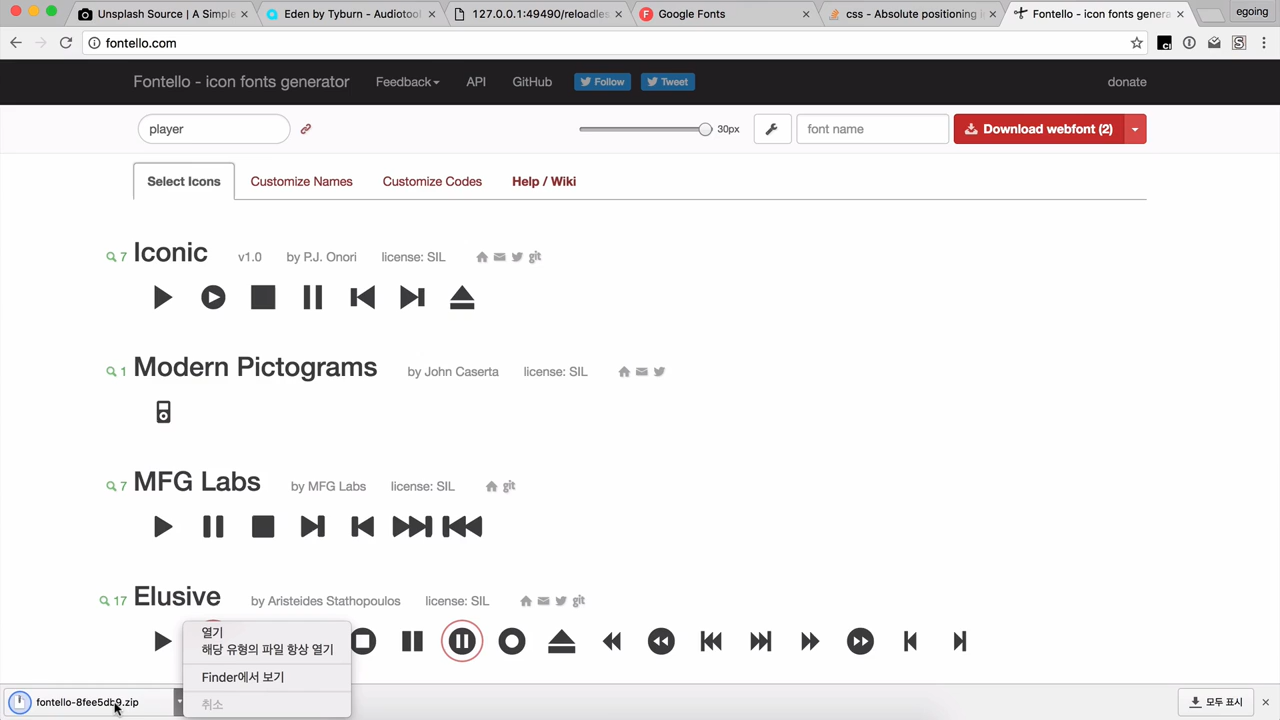 Unsplash Source | A Simple
Eden by Tyburn - Audiotool
127.0.0.1:49490/reloadles
Google Fonts
css - Absolute positioning i
Fontello - icon fonts genera
egoing
fontello.com
Fontello - icon fonts generator
Feedback
API
GitHub
Follow
Tweet
donate
player
30px
font name
Download webfont (2)
Select Icons
Customize Names
Customize Codes
Help / Wiki
7 Iconic v1.0 by P.J. Onori license: SIL git
1 Modern Pictograms by John Caserta license: SIL
7 MFG Labs by MFG Labs license: SIL git
17 Elusive by Aristeides Stathopoulos license: SIL git
열기
해당 유형의 파일 항상 열기
Finder에서 보기
취소
fontello-8fee5db9.zip
모두 표시